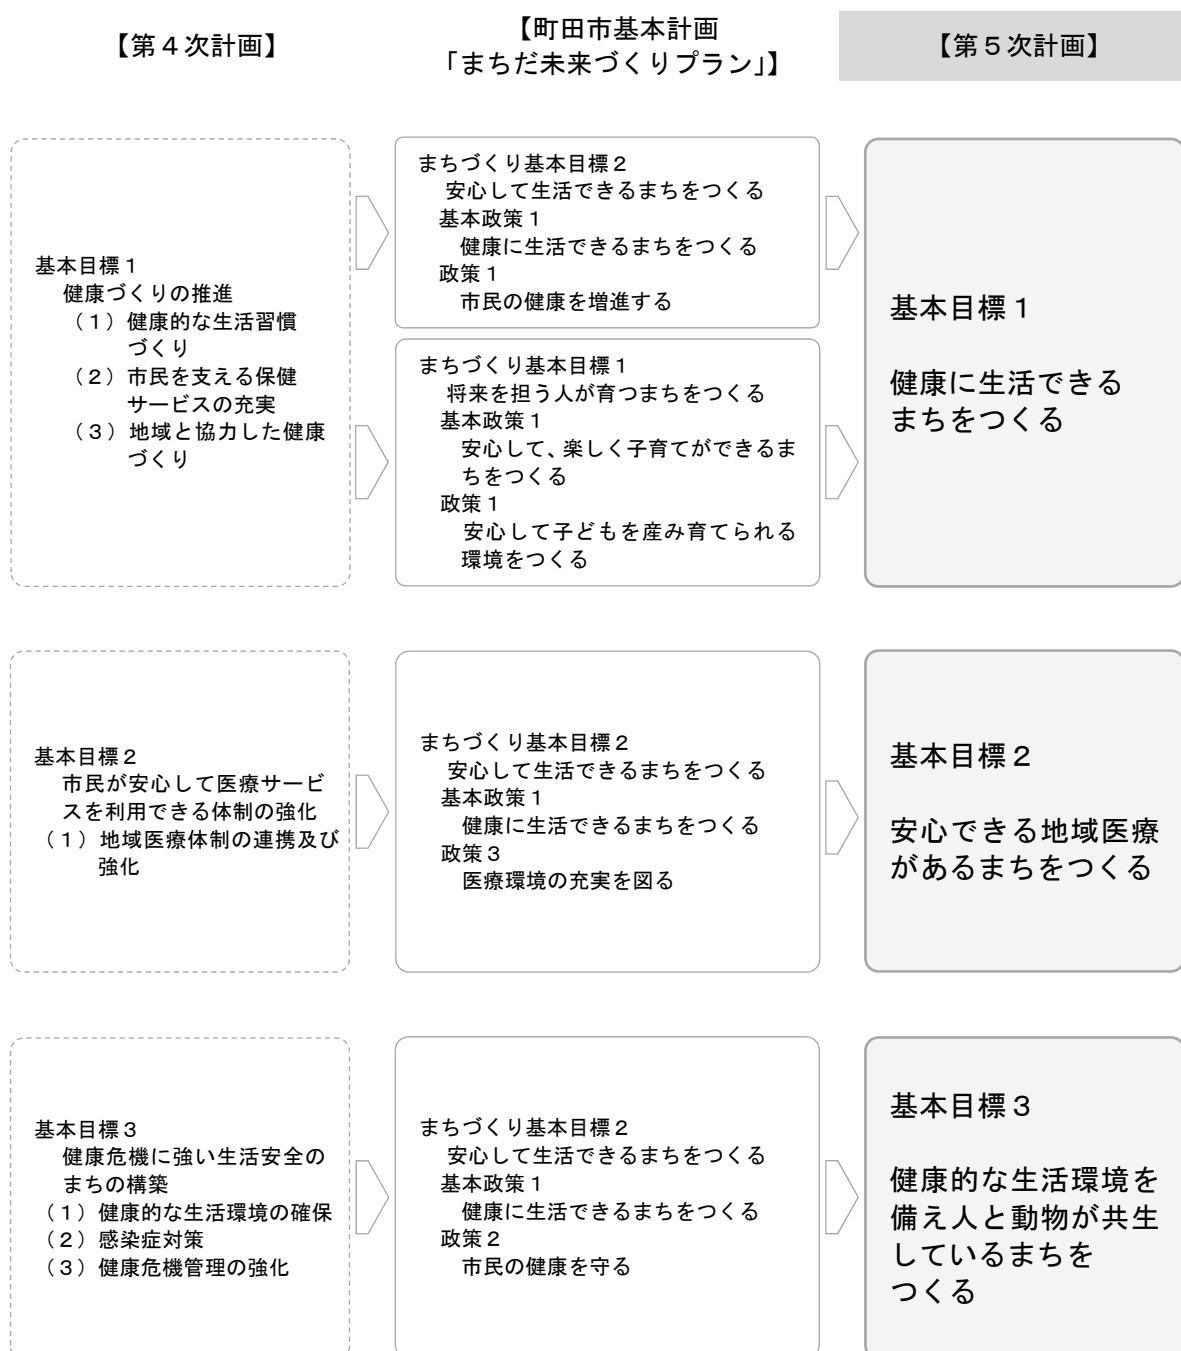 【第４次計画】
【町田市基本計画
「まちだ未来づくりプラン」】
【第５次計画】
基本目標１
健康づくりの推進
（１）健康的な生活習慣
づくり
（２）市民を支える保健
サービスの充実
（３）地域と協力した健康
づくり
まちづくり基本目標２
安心して生活できるまちをつくる
基本政策１
健康に生活できるまちをつくる
政策１
市民の健康を増進する
まちづくり基本目標１
将来を担う人が育つまちをつくる
基本政策１
安心して、楽しく子育てができるま
ちをつくる
政策１
安心して子どもを産み育てられる
環境をつくる
基本目標１
健康に生活できる
まちをつくる
基本目標２
市民が安心して医療サービ
スを利用できる体制の強化
（１）地域医療体制の連携及び
強化
まちづくり基本目標２
安心して生活できるまちをつくる
基本政策１
健康に生活できるまちをつくる
政策３
医療環境の充実を図る
基本目標２
安心できる地域医療
があるまちをつくる
基本目標３
健康危機に強い生活安全の
まちの構築
（１）健康的な生活環境の確保
（２）感染症対策
（３）健康危機管理の強化
まちづくり基本目標２
安心して生活できるまちをつくる
基本政策１
健康に生活できるまちをつくる
政策２
市民の健康を守る
基本目標３
健康的な生活環境を
備え人と動物が共生
しているまちを
つくる